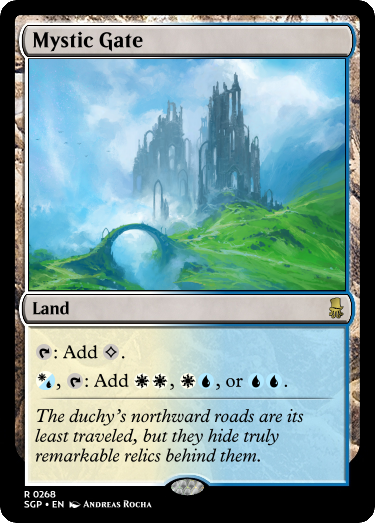 Mystic Gate
Land
: Add .
, : Add , , or .
The duchy's northward roads are its
least traveled, but they hide truly
remarkable relics behind them.
R 0268
SGP • EN Andreas Rocha